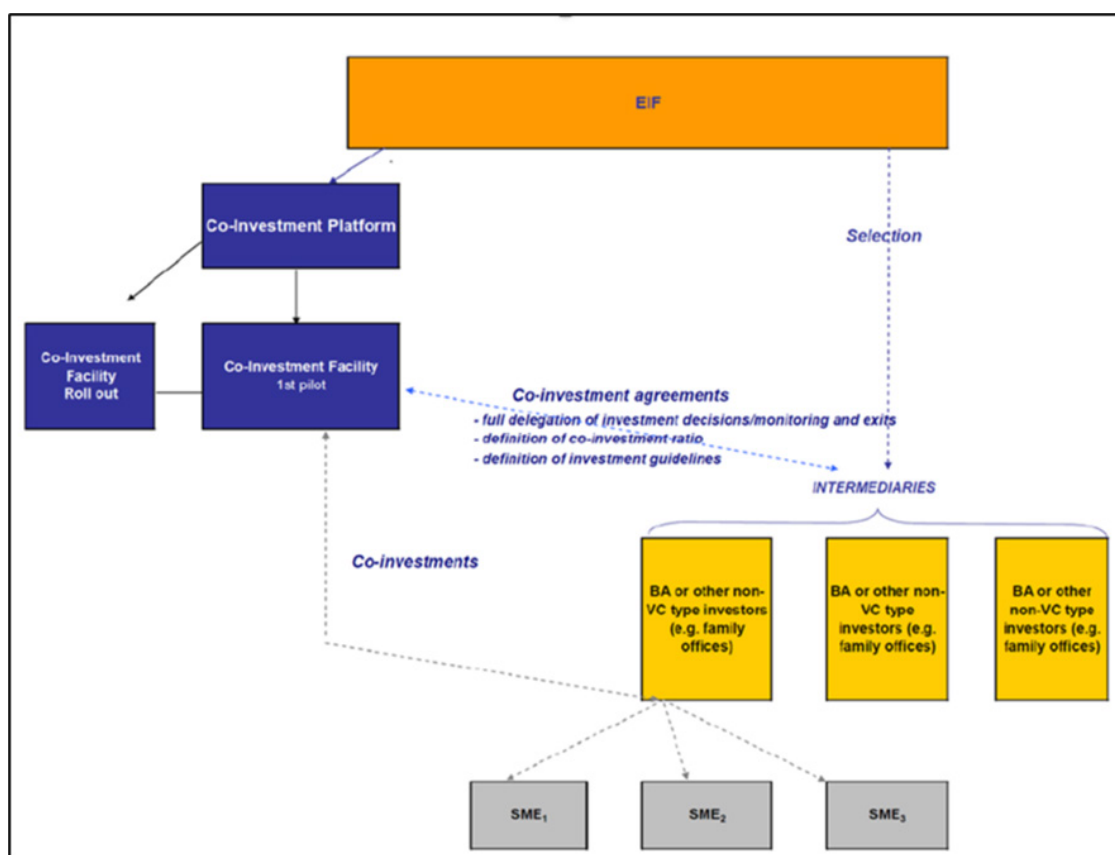 EIF
Co-Investment Platform
Selection
Co-Investment
Facility
Roll out
Co-Investment Facility
1st pilot
Co-investment agreements
- full delegation of investment decisions/monitoring and exits
- definition of co-investment ratio
- definition of investment guidelines
INTERMEDIARIES
Co-investments
BA or other non-
VC type investors
(e.g. family
offices)
BA or other non-
VC type
investors (e.g.
family offices)
BA or other
non-VC type
investors (e.g.
family offices)
SME₁
SME₂
SME₃